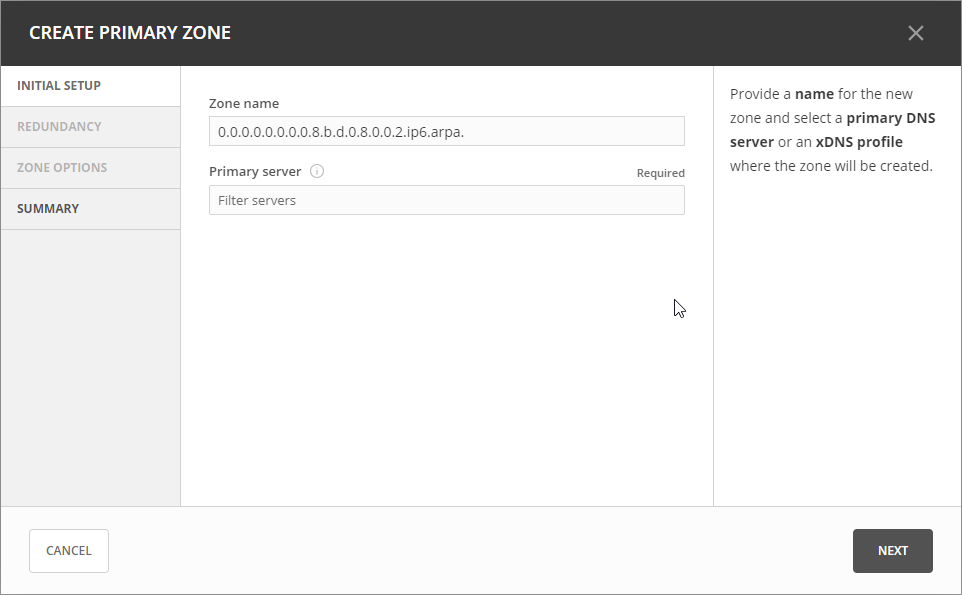 CREATE PRIMARY ZONE
INITIAL SETUP
REDUNDANCY
ZONE OPTIONS
SUMMARY
Zone name
0.0.0.0.0.0.0.0.8.b.d.0.8.0.0.2.ip6.arpa.
Primary server
Required
Filter servers
Provide a name for the new
zone and select a primary DNS
server or an xDNS profile
where the zone will be created.
CANCEL
NEXT